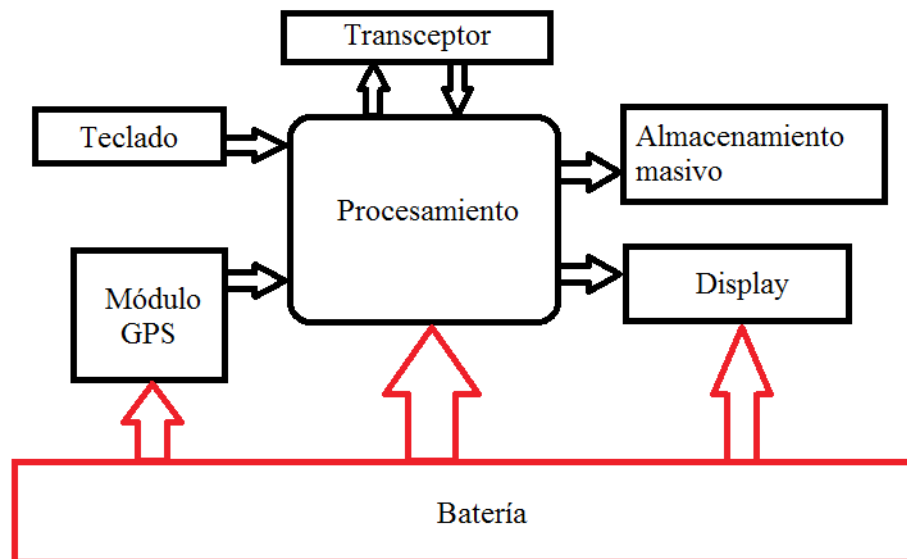 Transceptor
Teclado
Almacenamiento
masivo
Procesamiento
Módulo
GPS
Display
Batería